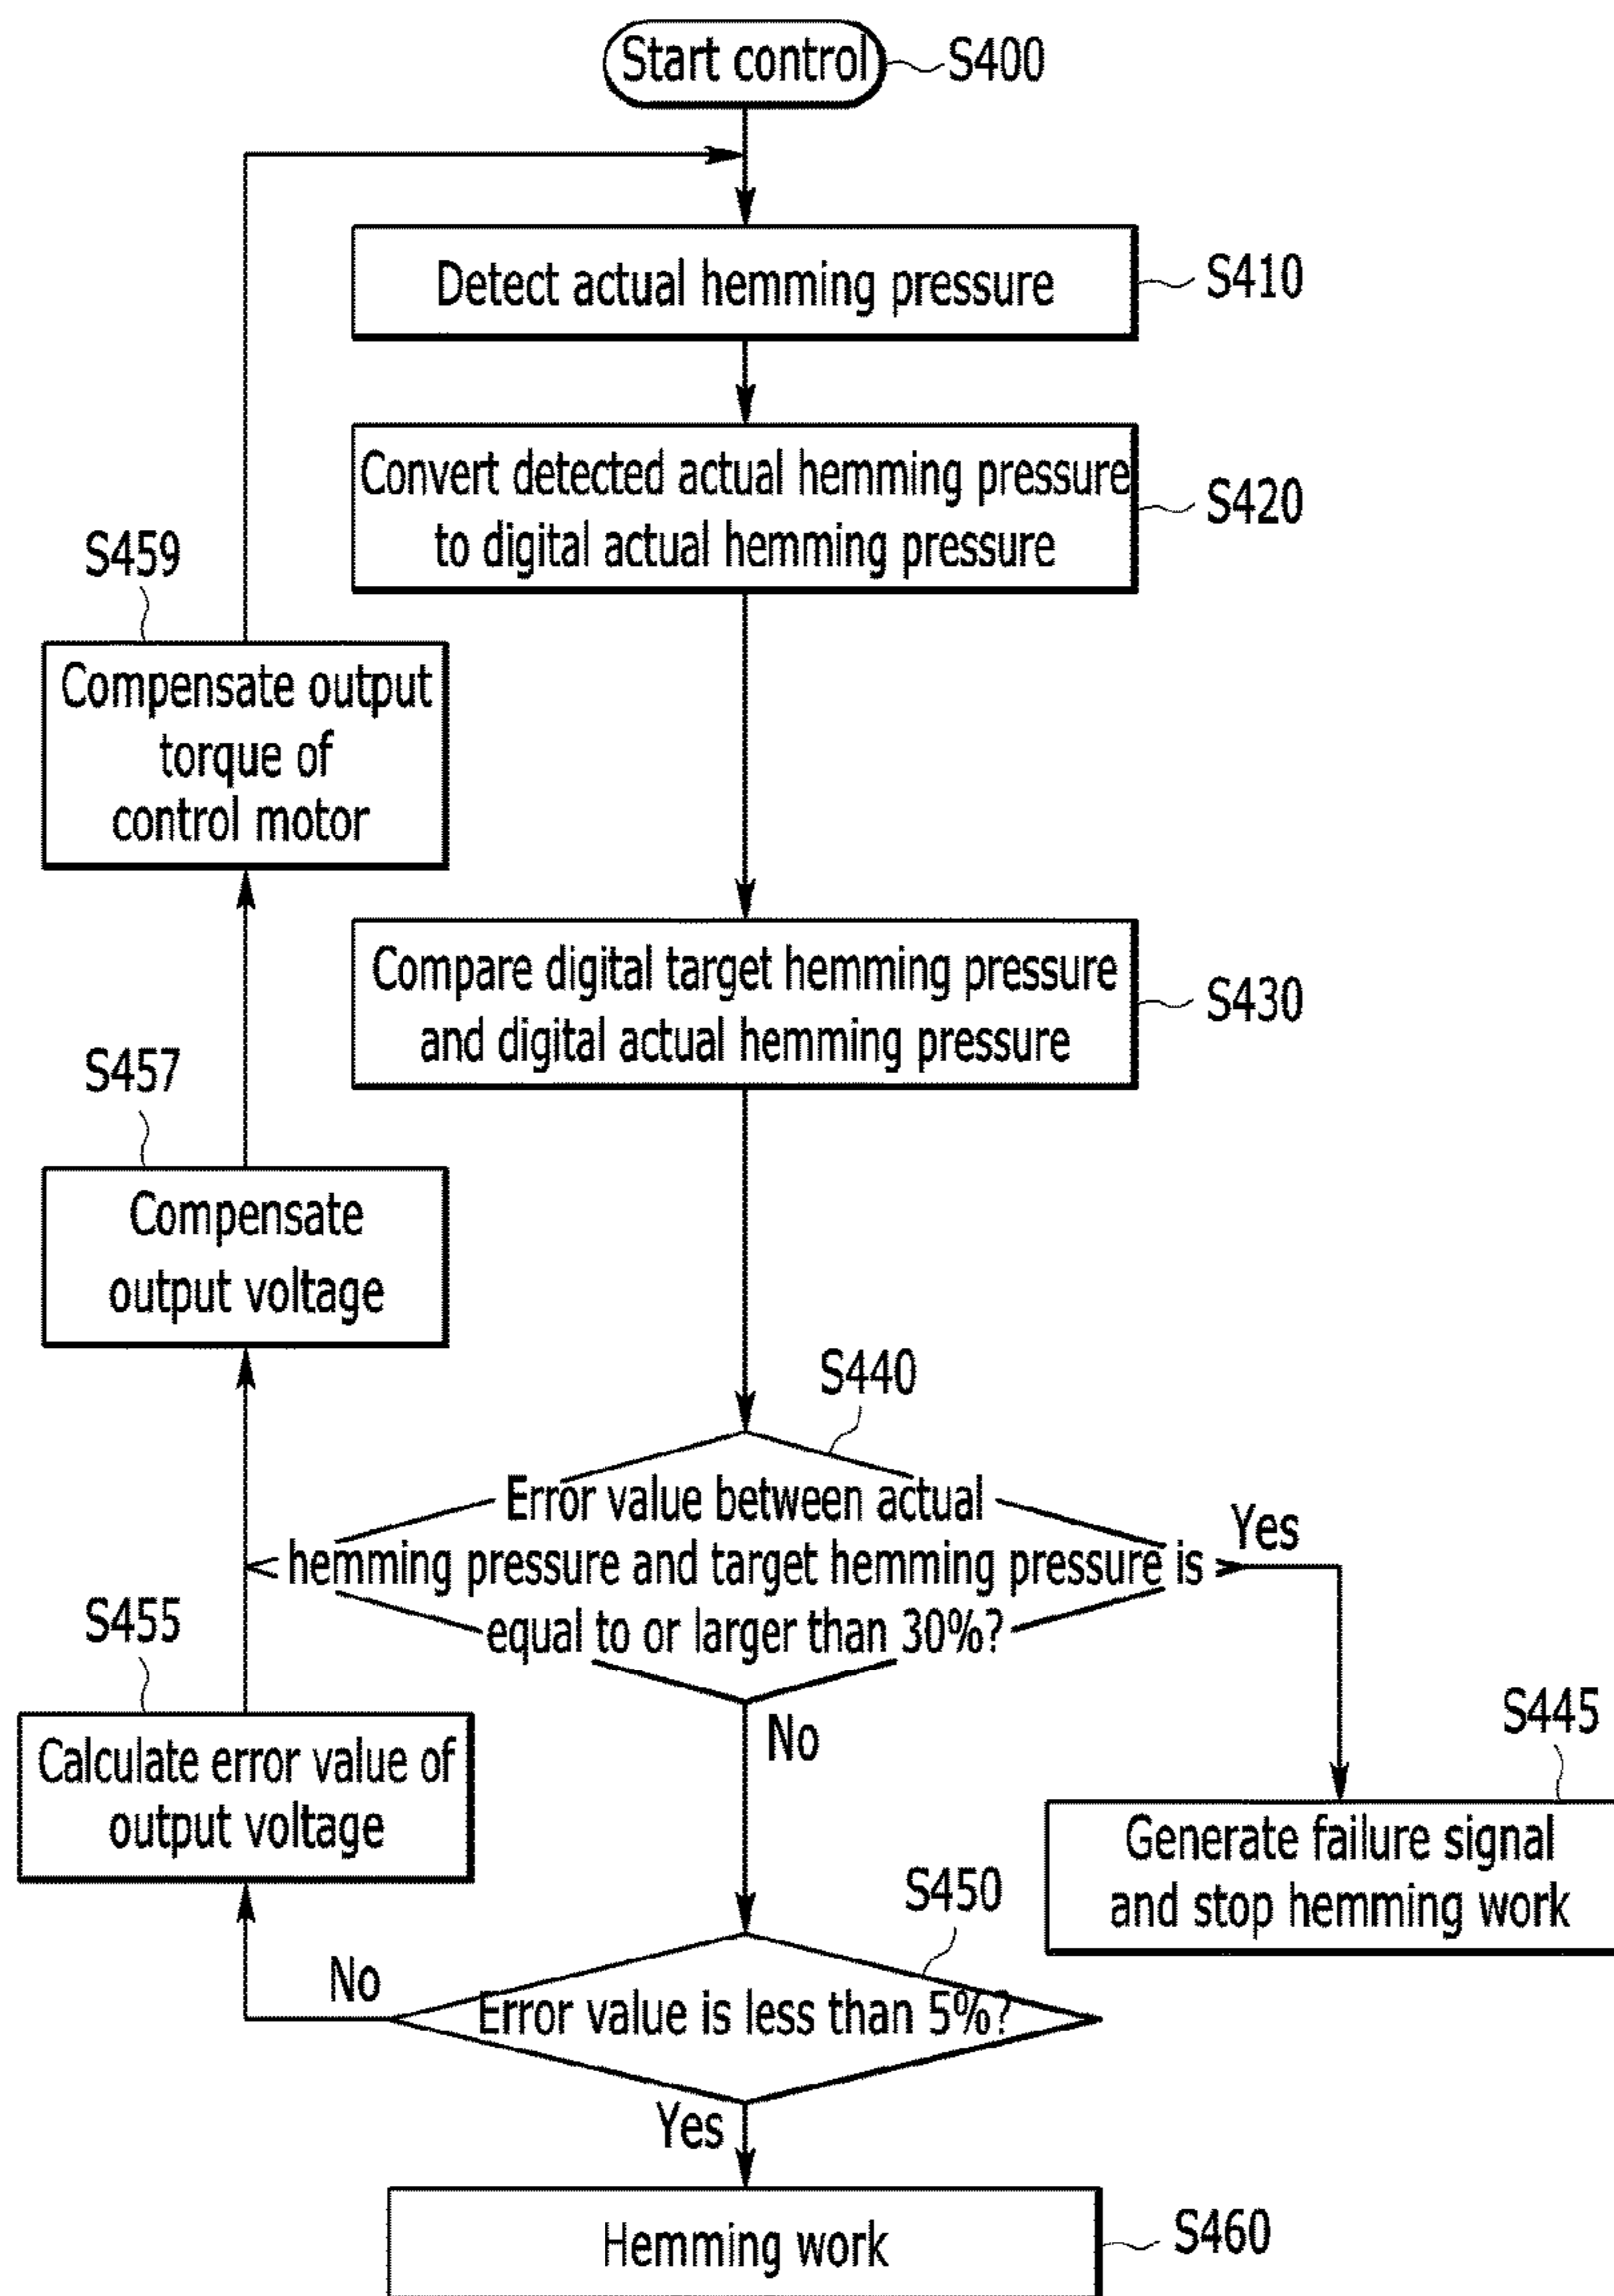 Start control
S400
Detect actual hemming pressure
S410
Convert detected actual hemming pressure
to digital actual hemming pressure
S420
S459
Compensate output
torque of
control motor
Compare digital target hemming pressure
and digital actual hemming pressure
S430
S457
Compensate
output voltage
S440
Error value between actual
hemming pressure and target hemming pressure is
equal to or larger than 30%?
Yes
No
S455
Calculate error value of
output voltage
S445
Generate failure signal
and stop hemming work
S450
Error value is less than 5%?
No
Yes
Hemming work
S460